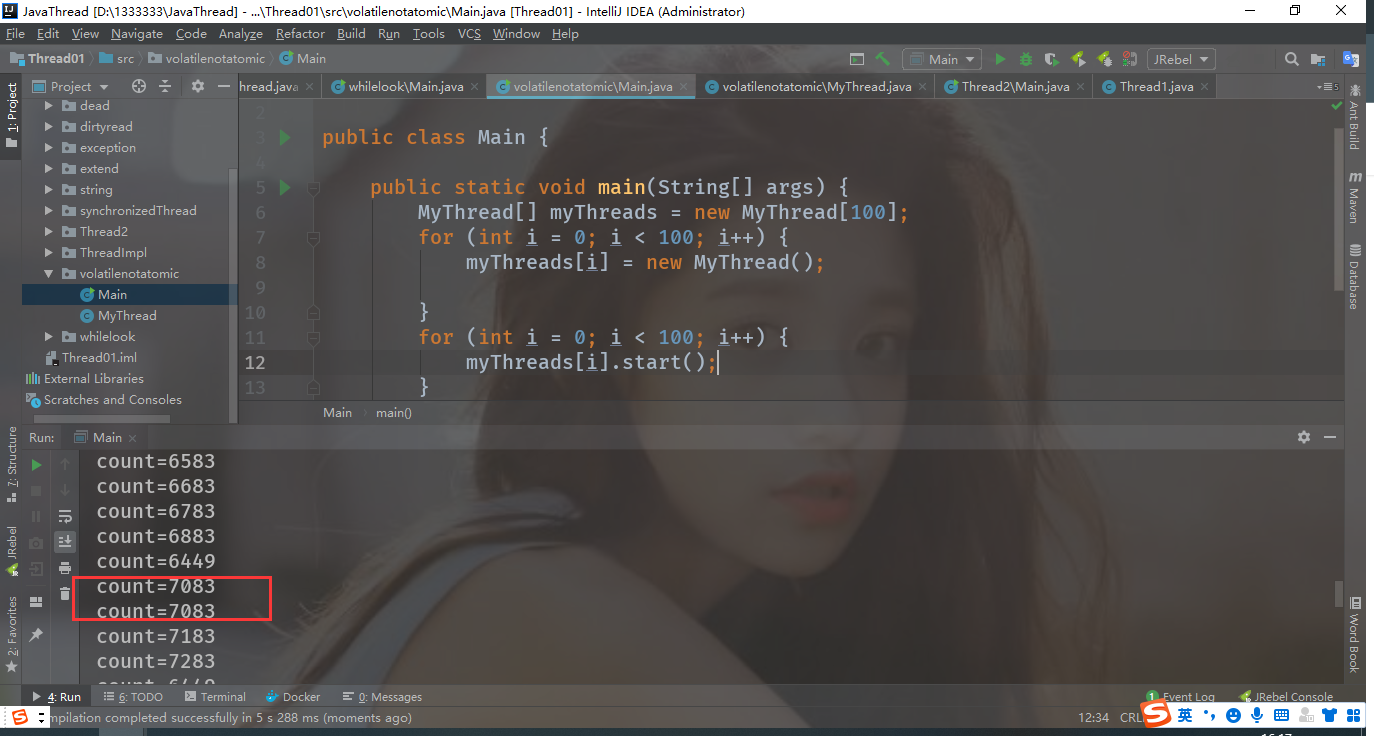 JavaThread [D:\1333333\JavaThread] - ...\Thread01\src\volatilenotatomic\Main.java [Thread01] - IntelliJ IDEA (Administrator)
File Edit View Navigate Code Analyze Refactor Build Run Tools VCS Window Help
Thread01 src volatilenotatomic Main Main JRebel
Project hread.java whilelook\Main.java volatilenotatomic\Main.java volatilenotatomic\MyThread.java Thread2\Main.java Thread1.java 5
1: Project
dead
dirtyread
exception
extend
string
synchronizedThread
Thread2
ThreadImpl
volatilenotatomic
Main
MyThread
whilelook
Thread01.iml
External Libraries
Scratches and Consoles
2
3 public class Main {
4
5 public static void main(String[] args) {
6 MyThread[] myThreads = new MyThread[100];
7 for (int i = 0; i < 100; i++) {
8 myThreads[i] = new MyThread();
9
10 }
11 for (int i = 0; i < 100; i++) {
12 myThreads[i].start();
13 }
Main main()
Ant Build
Maven
Database
Word Book
7: Structure
JRebel
2: Favorites
Run: Main
count=6583
count=6683
count=6783
count=6883
count=6449
count=7083
count=7083
count=7183
count=7283
4: Run 6: TODO Terminal Docker 0: Messages 1 Event Log JRebel Console
mpilation completed successfully in 5 s 288 ms (moments ago) 12:34 CRL
英